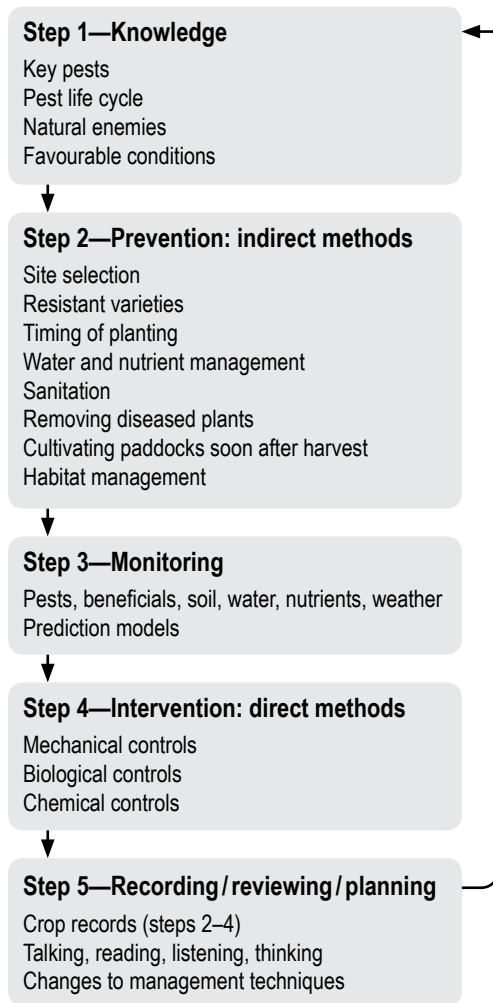 Step 1—Knowledge
Key pests
Pest life cycle
Natural enemies
Favourable conditions
Step 2—Prevention: indirect methods
Site selection
Resistant varieties
Timing of planting
Water and nutrient management
Sanitation
Removing diseased plants
Cultivating paddocks soon after harvest
Habitat management
Step 3—Monitoring
Pests, beneficials, soil, water, nutrients, weather
Prediction models
Step 4—Intervention: direct methods
Mechanical controls
Biological controls
Chemical controls
Step 5—Recording/reviewing/planning
Crop records (steps 2–4)
Talking, reading, listening, thinking
Changes to management techniques